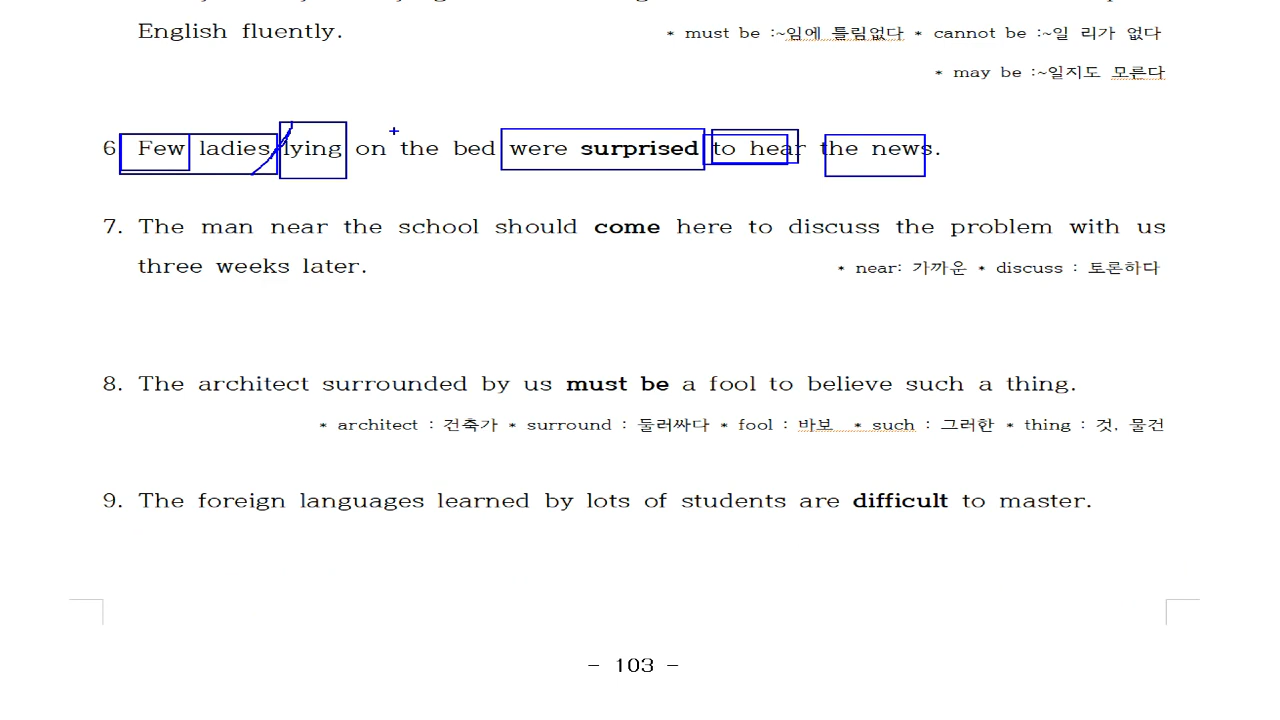 English fluently.
* must be :~임에 틀림없다 * cannot be :~일 리가 없다
* may be :~일지도 모른다
6. Few ladies lying on the bed were surprised to hear the news.
7. The man near the school should come here to discuss the problem with us
three weeks later.
* near: 가까운 * discuss : 토론하다
8. The architect surrounded by us must be a fool to believe such a thing.
* architect : 건축가 * surround : 둘러싸다 * fool : 바보 * such : 그러한 * thing : 것, 물건
9. The foreign languages learned by lots of students are difficult to master.
- 103 -